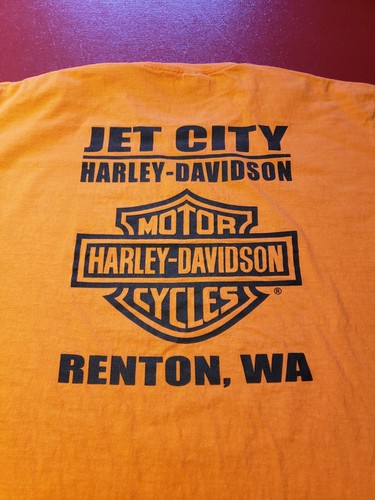 JET CITY
HARLEY-DAVIDSON
MOTOR
HARLEY-DAVIDSON
CYCLES ®
RENTON, WA